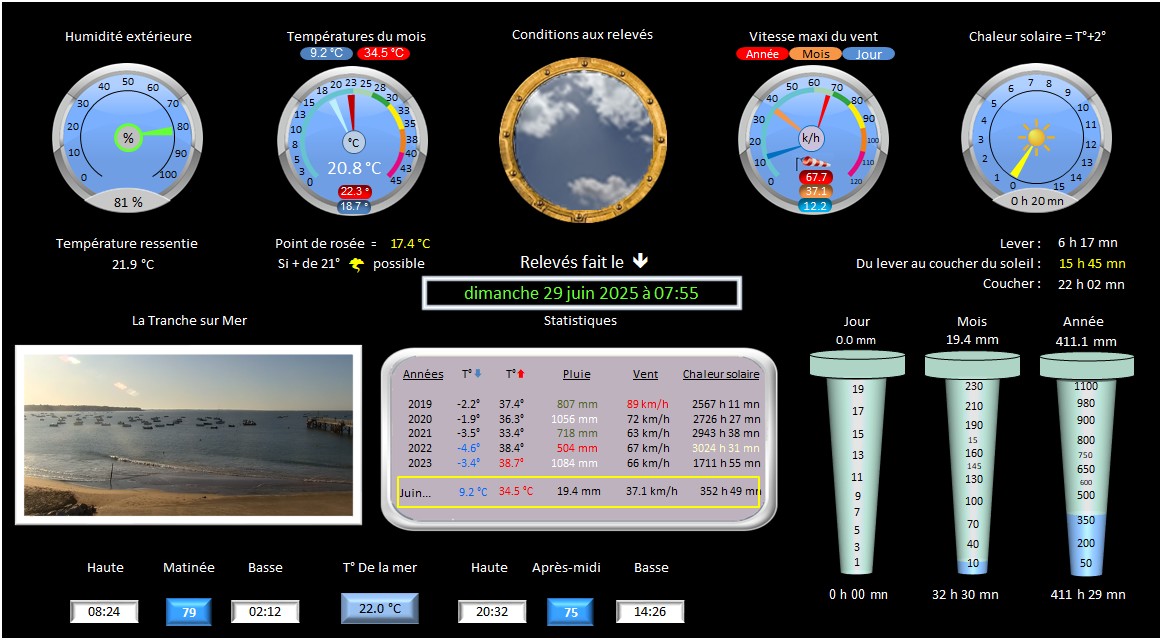 Humidité extérieure
Températures du mois
Conditions aux relevés
Vitesse maxi du vent
Chaleur solaire = T°+2°
9.2 °C 34.5 °C
Année Mois Jour
0 10 20 30 40 50 60 70 80 90 100
%
81 %
0 3 5 8 10 13 15 18 20 23 25 28 30 33 35 38 40 43 45
°C
20.8 °C
22.3 °
18.7 °
0 10 20 30 40 50 60 70 80 90 100 110 120
k/h
67.7
37.1
12.2
0 1 2 3 4 5 6 7 8 9 10 11 12 13 14 15
0 h 20 mn
Température ressentie
21.9 °C
Point de rosée = 17.4 °C
Si + de 21° possible
Relevés fait le
dimanche 29 juin 2025 à 07:55
Lever : 6 h 17 mn
Du lever au coucher du soleil : 15 h 45 mn
Coucher : 22 h 02 mn
La Tranche sur Mer
Statistiques
Années T° T° Pluie Vent Chaleur solaire
2019 -2.2° 37.4° 807 mm 89 km/h 2567 h 11 mn
2020 -1.9° 36.3° 1056 mm 72 km/h 2726 h 27 mn
2021 -3.5° 33.4° 718 mm 63 km/h 2943 h 38 mn
2022 -4.6° 38.4° 504 mm 67 km/h 3024 h 31 mn
2023 -3.4° 38.7° 1084 mm 66 km/h 1711 h 55 mn
Juin... 9.2 °C 34.5 °C 19.4 mm 37.1 km/h 352 h 49 mn
Jour
0.0 mm
19
17
15
13
11
9
7
5
3
1
0 h 00 mn
Mois
19.4 mm
230
210
190
15
160
145
130
100
70
40
10
32 h 30 mn
Année
411.1 mm
1100
980
900
800
750
650
600
500
350
200
50
411 h 29 mn
Haute Matinée Basse T° De la mer Haute Après-midi Basse
08:24 79 02:12 22.0 °C 20:32 75 14:26